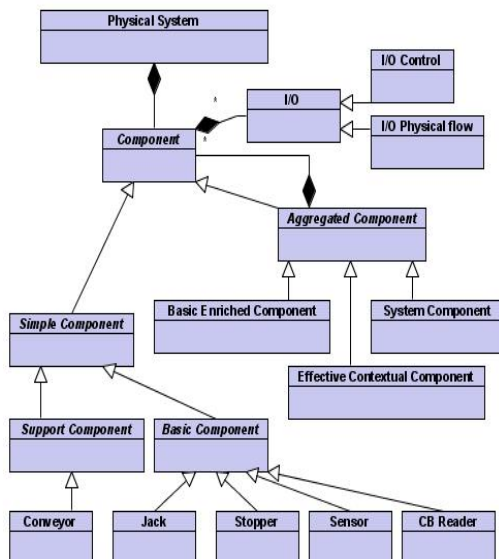 Physical System
I/O Control
I/O
I/O Physical flow
*
*
Component
Aggregated Component
Basic Enriched Component
System Component
Simple Component
Effective Contextual Component
Support Component
Basic Component
Conveyor
Jack
Stopper
Sensor
CB Reader